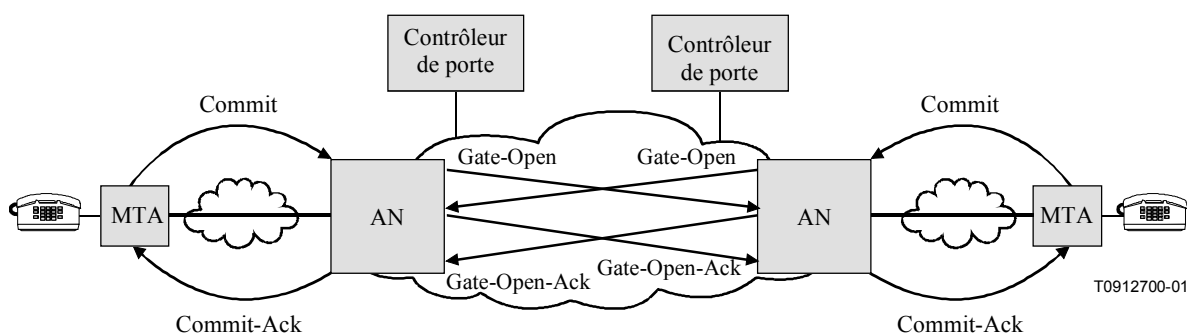 Contrôleur
de porte
Contrôleur
de porte
Commit
Commit
Gate-Open
Gate-Open
MTA
AN
AN
MTA
Gate-Open-Ack
Gate-Open-Ack
T0912700-01
Commit-Ack
Commit-Ack